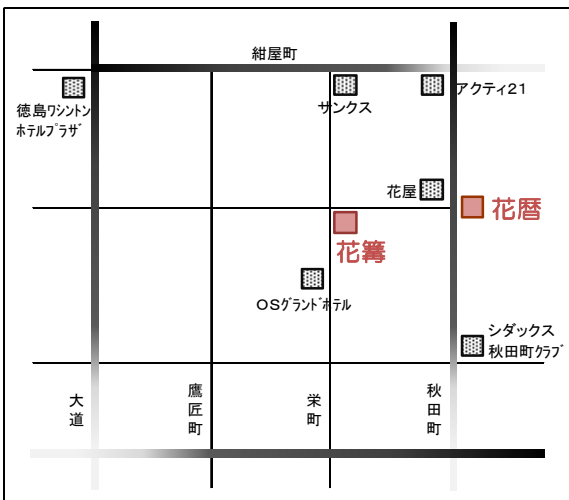 紺屋町
徳島ワシントン
ホテルプラザ
サンクス
アクティ21
花屋
花暦
花篝
OSグランドホテル
シダックス
秋田町クラブ
大道
鷹匠町
栄町
秋田町